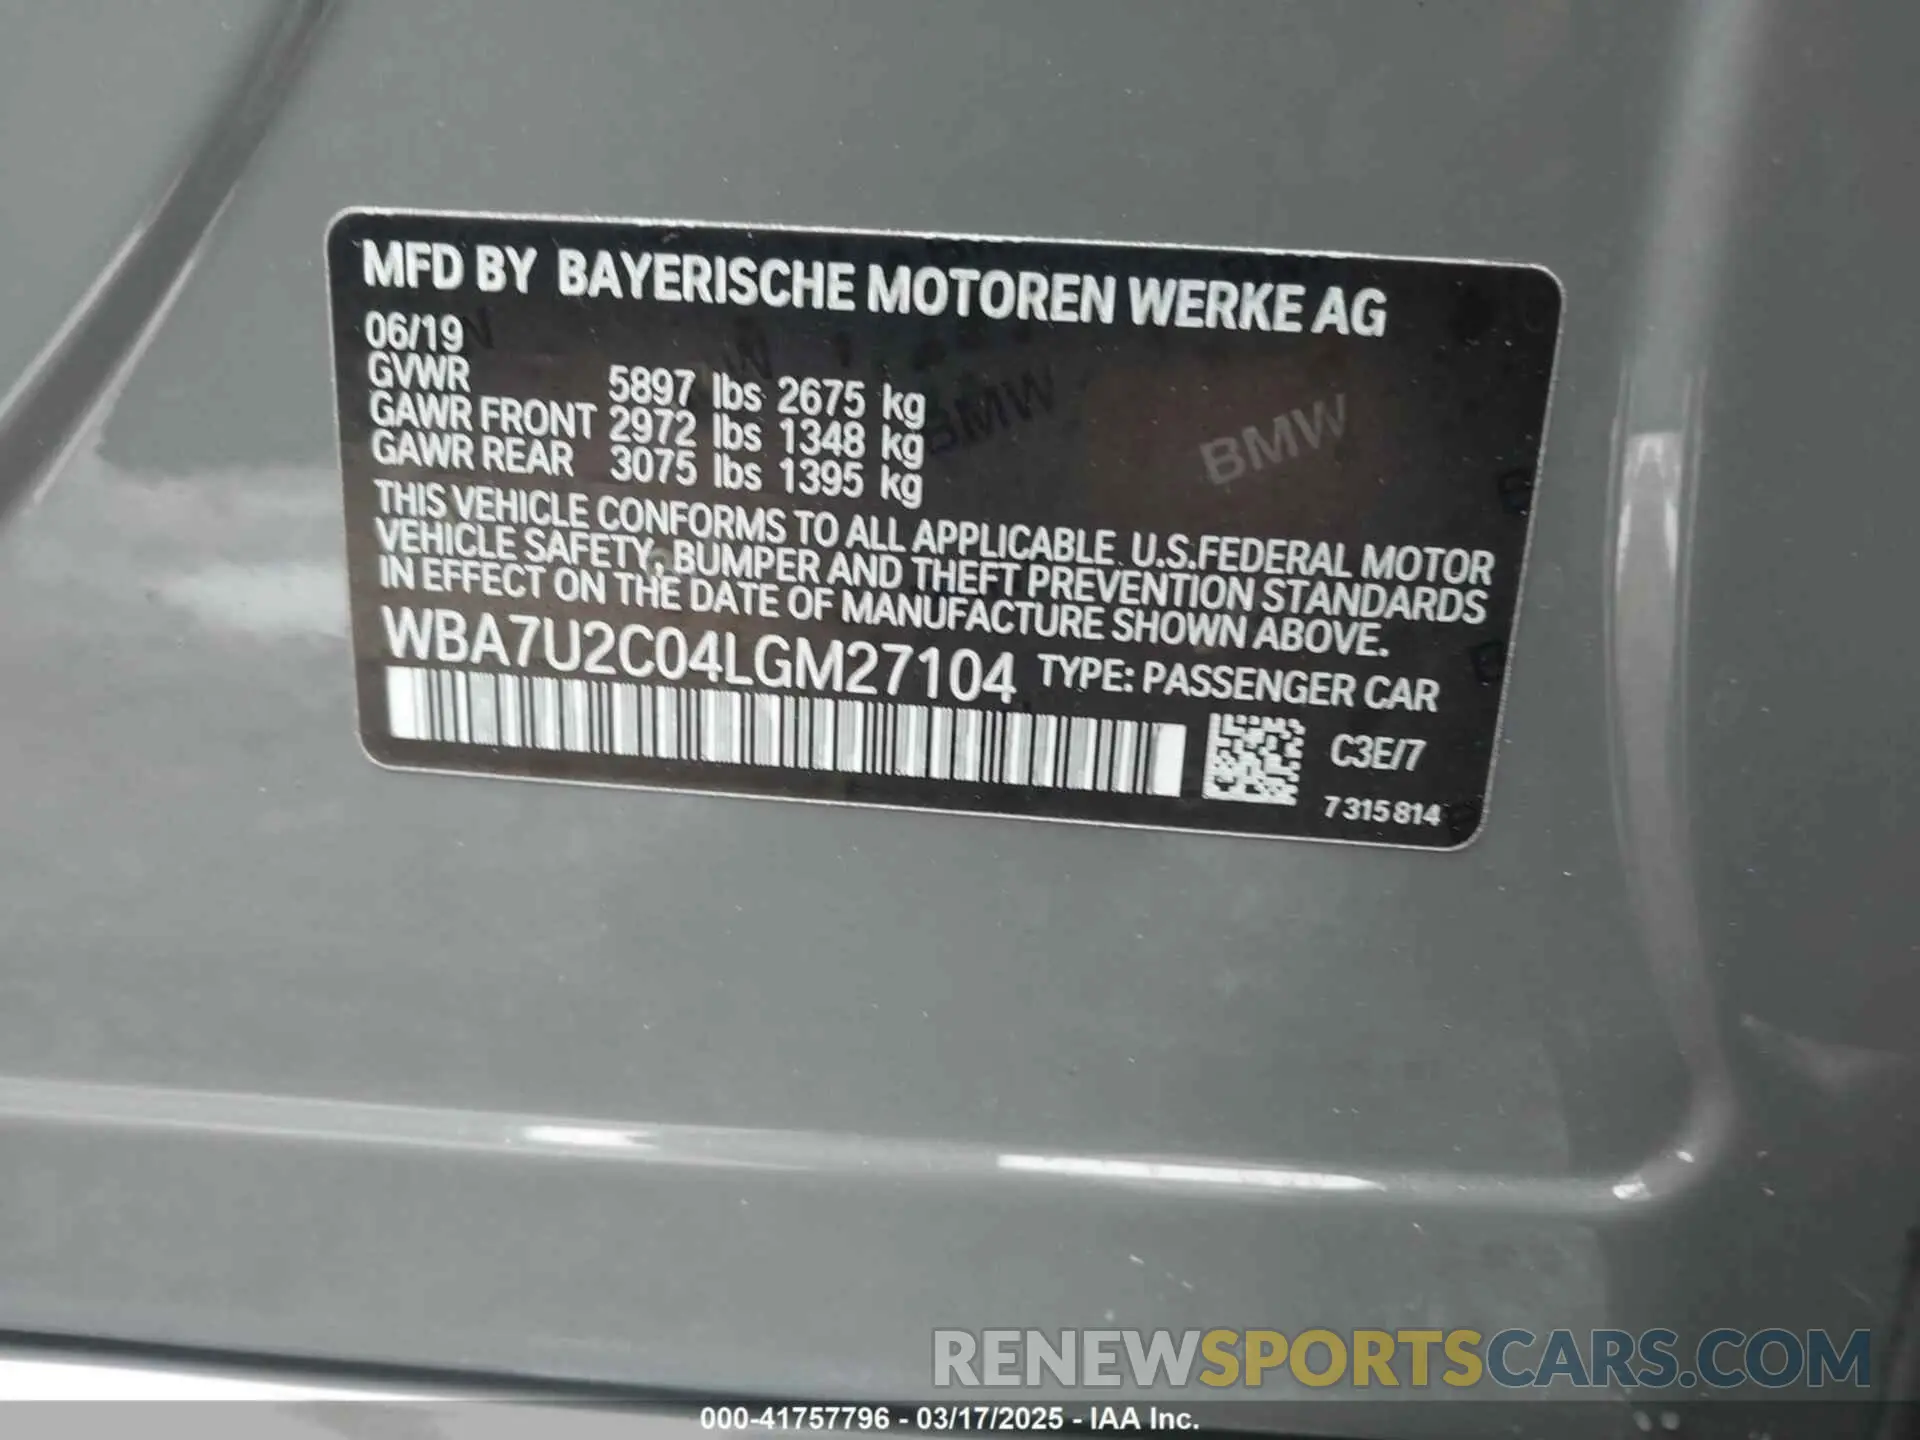 MFD BY BAYERISCHE MOTOREN WERKE AG
06/19
GVWR 5897 lbs 2675 kg
GAWR FRONT 2972 lbs 1348 kg
GAWR REAR 3075 lbs 1395 kg
BMW
THIS VEHICLE CONFORMS TO ALL APPLICABLE U.S.FEDERAL MOTOR
VEHICLE SAFETY, BUMPER AND THEFT PREVENTION STANDARDS
IN EFFECT ON THE DATE OF MANUFACTURE SHOWN ABOVE.
WBA7U2C04LGM27104 TYPE: PASSENGER CAR
C3E/7
7315814
RENEWSPORTSCARS.COM
000-41757796 - 03/17/2025 - IAA Inc.